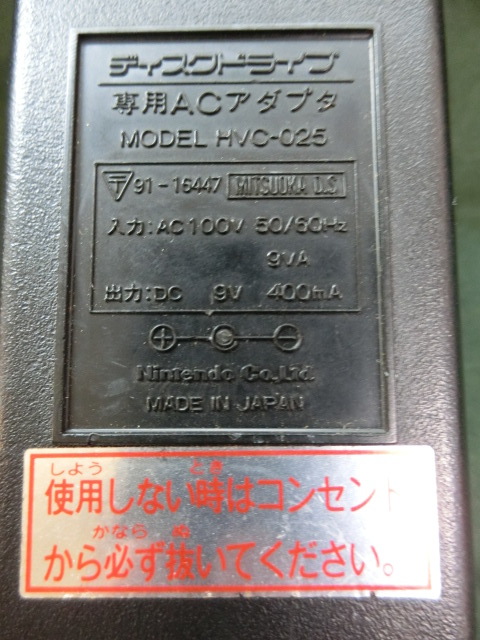 ディスクドライブ
専用ACアダプタ
MODEL HVC-025
〒 91-16447 MITSUOKA D.S
入力:AC100V 50/60Hz
9VA
出力:DC 9V 400mA
Nintendo Co.,Ltd.
MADE IN JAPAN
しよう とき
使用しない時はコンセント
かなら ぬ
から必ず抜いてください。